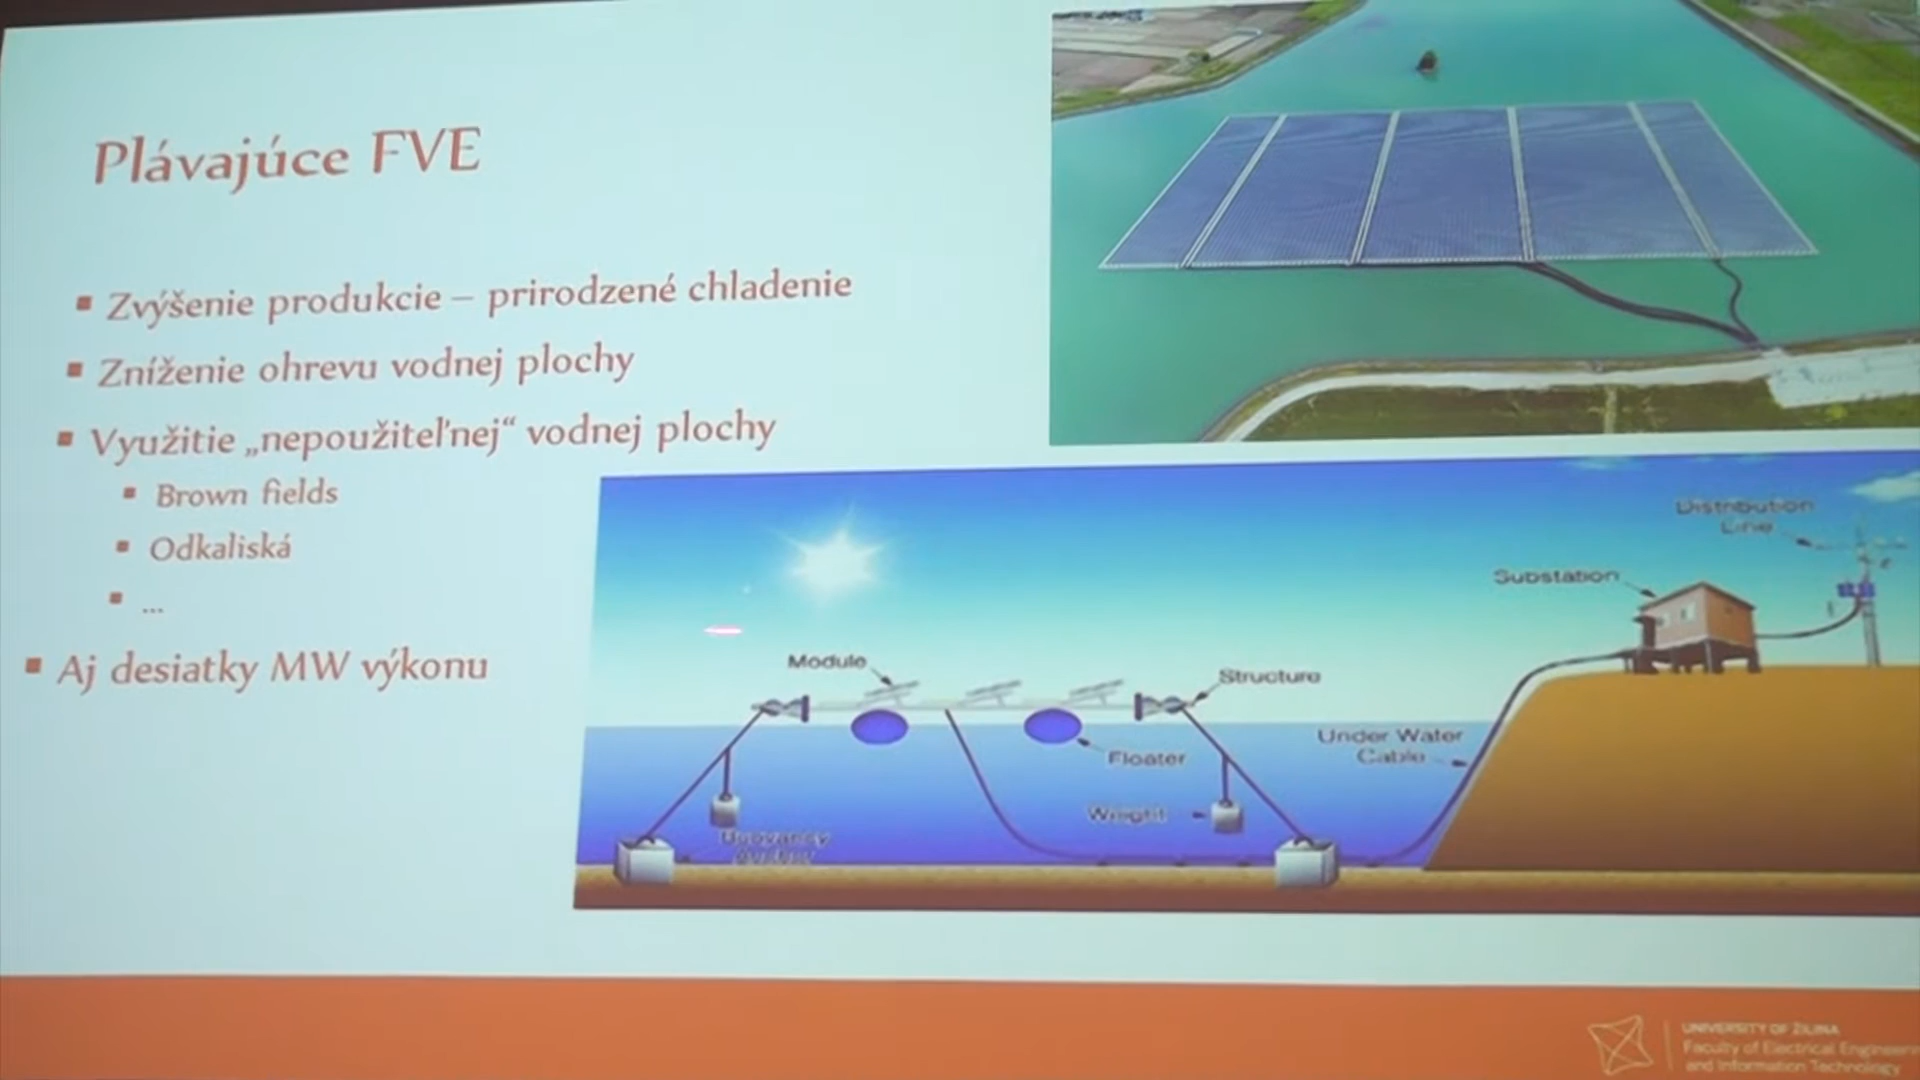 Plávajúce FVE
▪ Zvýšenie produkcie – prirodzené chladenie
▪ Zníženie ohrevu vodnej plochy
▪ Využitie „nepoužiteľnej“ vodnej plochy
▪ Brown fields
▪ Odkaliská
▪ ...
▪ Aj desiatky MW výkonu
Distribution
Line
Substation
Module
Structure
Under Water
Cable
Floater
Weight
Buoyancy
UNIVERSITY OF ŽILINA
Faculty of Electrical Engineering
and Information Technology